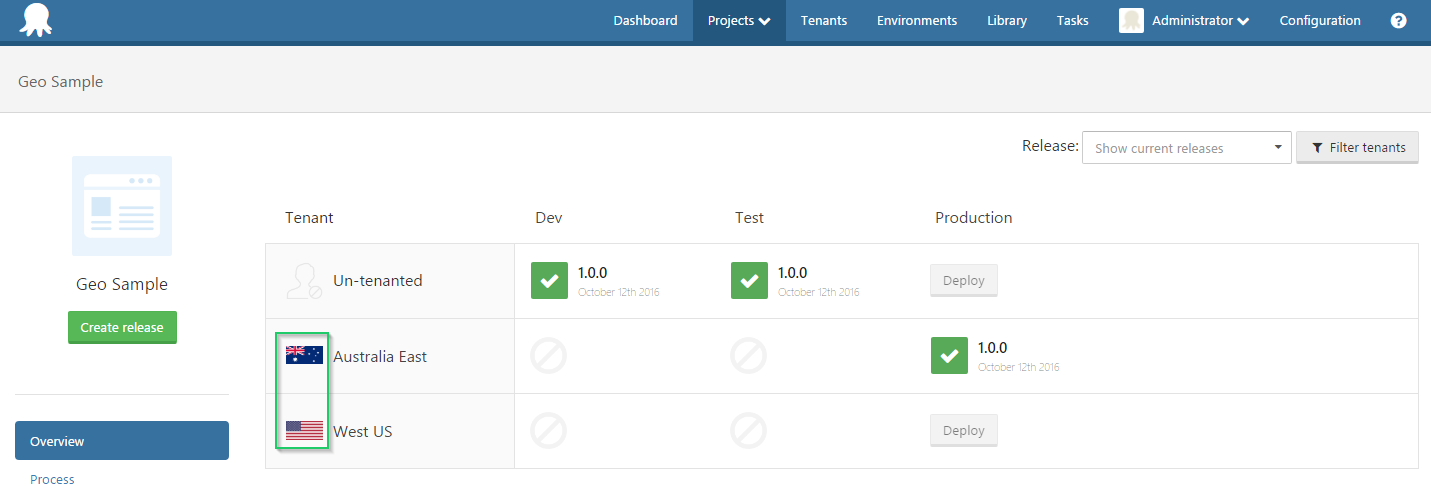 Dashboard Projects Tenants Environments Library Tasks Administrator Configuration ?
Geo Sample
Release: Show current releases Filter tenants
Tenant Dev Test Production
Un-tenanted 1.0.0 October 12th 2016 1.0.0 October 12th 2016 Deploy
Geo Sample
Create release
Australia East 1.0.0 October 12th 2016
West US Deploy
Overview
Process